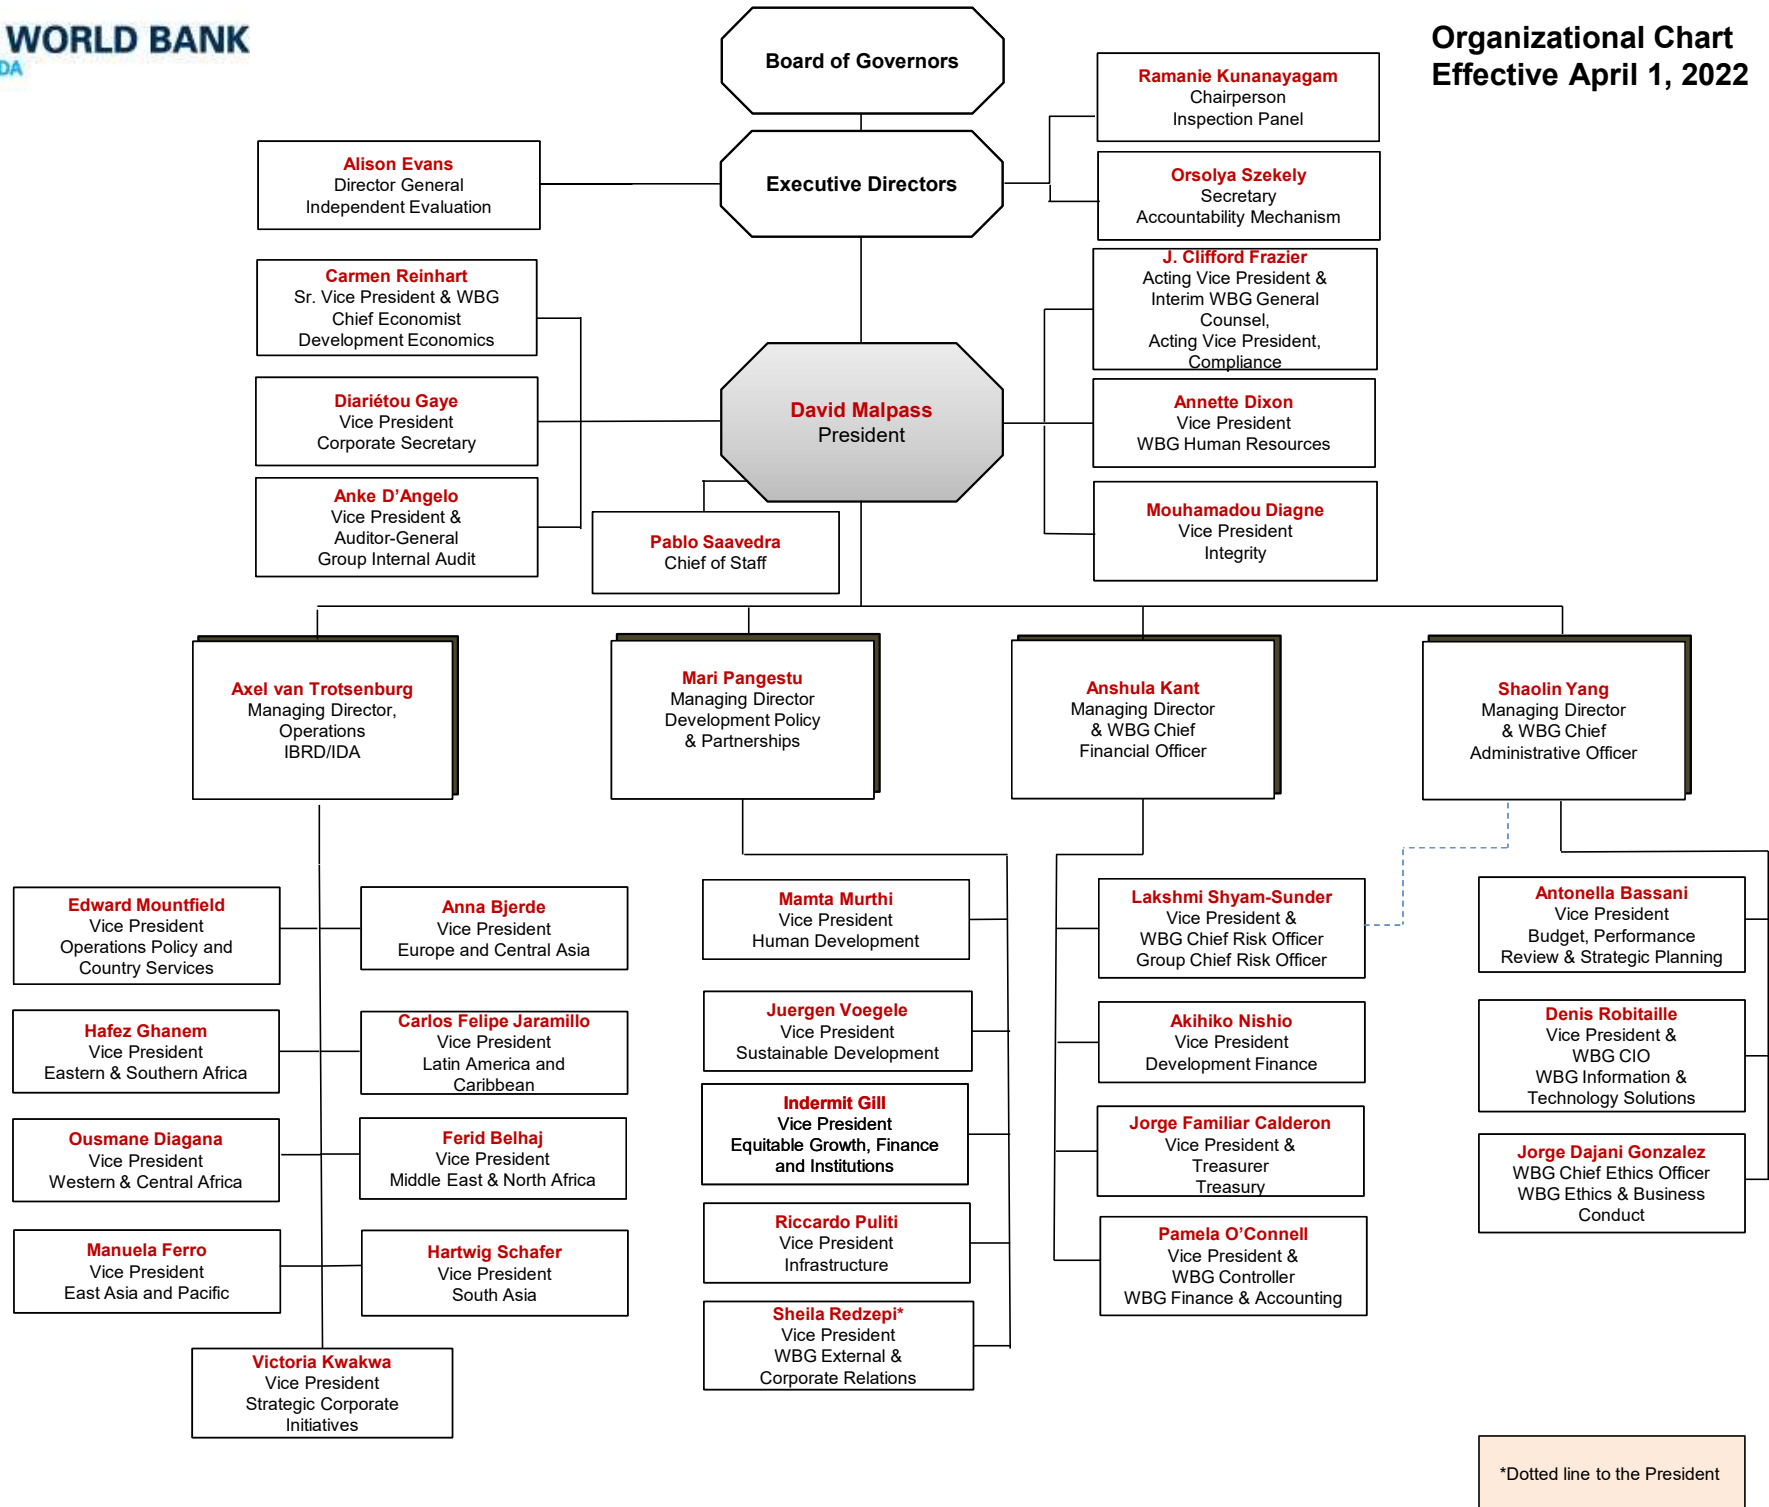 WORLD BANK
DA
Organizational Chart
Effective April 1, 2022
Board of Governors
Executive Directors
Alison Evans
Director General
Independent Evaluation
Ramanie Kunanayagam
Chairperson
Inspection Panel
Orsolya Szekely
Secretary
Accountability Mechanism
Carmen Reinhart
Sr. Vice President & WBG
Chief Economist
Development Economics
Diariétou Gaye
Vice President
Corporate Secretary
Anke D’Angelo
Vice President &
Auditor-General
Group Internal Audit
David Malpass
President
Pablo Saavedra
Chief of Staff
J. Clifford Frazier
Acting Vice President &
Interim WBG General
Counsel,
Acting Vice President,
Compliance
Annette Dixon
Vice President
WBG Human Resources
Mouhamadou Diagne
Vice President
Integrity
Axel van Trotsenburg
Managing Director,
Operations
IBRD/IDA
Mari Pangestu
Managing Director
Development Policy
& Partnerships
Anshula Kant
Managing Director
& WBG Chief
Financial Officer
Shaolin Yang
Managing Director
& WBG Chief
Administrative Officer
Edward Mountfield
Vice President
Operations Policy and
Country Services
Anna Bjerde
Vice President
Europe and Central Asia
Hafez Ghanem
Vice President
Eastern & Southern Africa
Carlos Felipe Jaramillo
Vice President
Latin America and
Caribbean
Ousmane Diagana
Vice President
Western & Central Africa
Ferid Belhaj
Vice President
Middle East & North Africa
Manuela Ferro
Vice President
East Asia and Pacific
Hartwig Schafer
Vice President
South Asia
Victoria Kwakwa
Vice President
Strategic Corporate
Initiatives
Mamta Murthi
Vice President
Human Development
Juergen Voegele
Vice President
Sustainable Development
Indermit Gill
Vice President
Equitable Growth, Finance
and Institutions
Riccardo Puliti
Vice President
Infrastructure
Sheila Redzepi*
Vice President
WBG External &
Corporate Relations
Lakshmi Shyam-Sunder
Vice President &
WBG Chief Risk Officer
Group Chief Risk Officer
Akihiko Nishio
Vice President
Development Finance
Jorge Familiar Calderon
Vice President &
Treasurer
Treasury
Pamela O’Connell
Vice President &
WBG Controller
WBG Finance & Accounting
Antonella Bassani
Vice President
Budget, Performance
Review & Strategic Planning
Denis Robitaille
Vice President &
WBG CIO
WBG Information &
Technology Solutions
Jorge Dajani Gonzalez
WBG Chief Ethics Officer
WBG Ethics & Business
Conduct
*Dotted line to the President